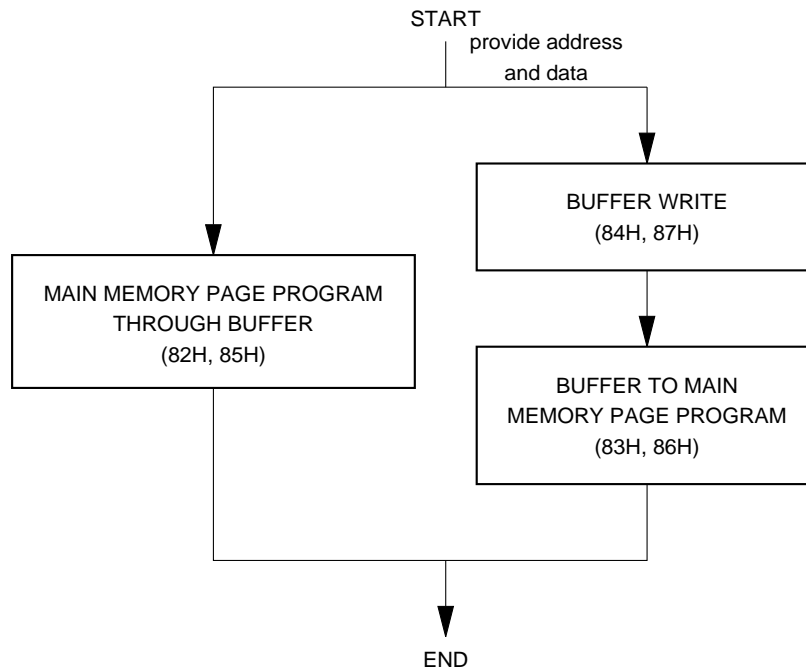 START
provide address
and data
BUFFER WRITE
(84H, 87H)
MAIN MEMORY PAGE PROGRAM
THROUGH BUFFER
(82H, 85H)
BUFFER TO MAIN
MEMORY PAGE PROGRAM
(83H, 86H)
END